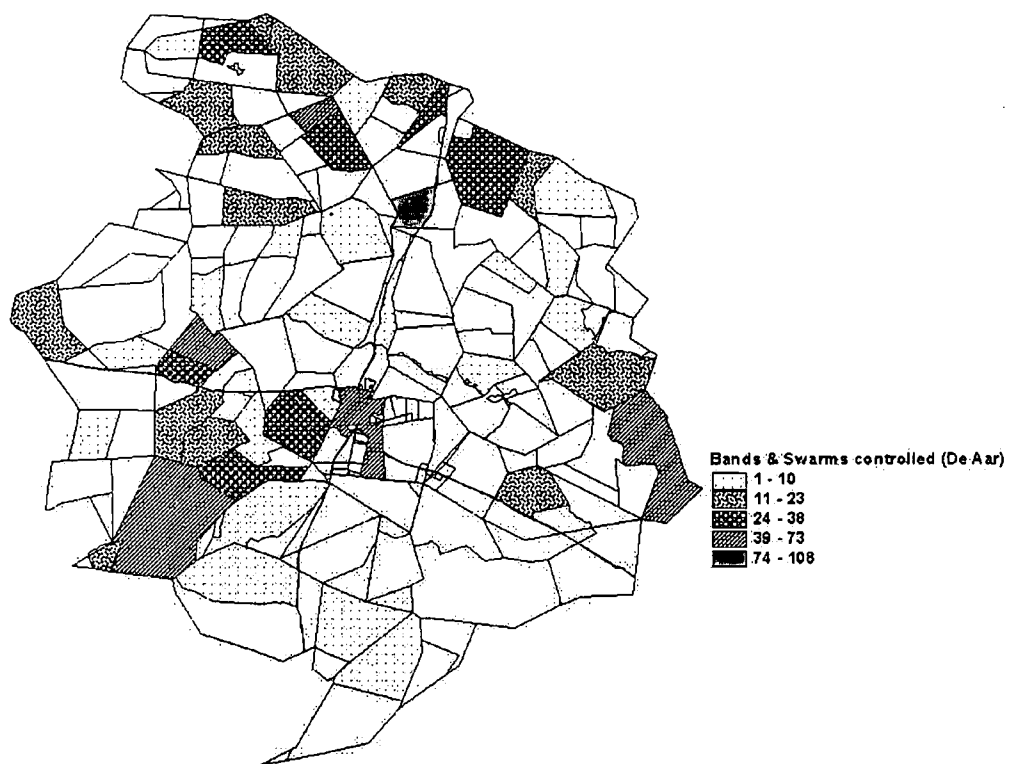 Bands & Swarms controlled (De-Aar)
1 - 10
11 - 23
24 - 38
39 - 73
74 - 108